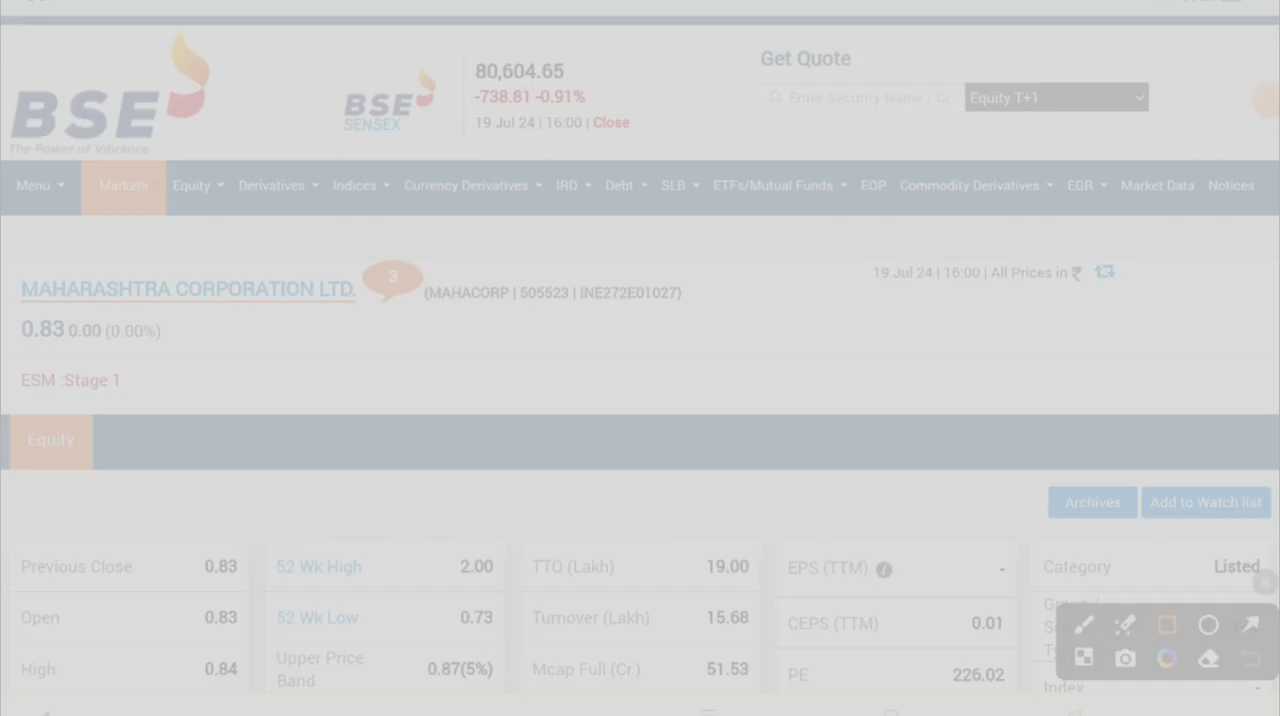 BSE
The Power of Vibrance
BSE
SENSEX
80,604.65
-738.81 -0.91%
19 Jul 24 | 16:00 | Close
Get Quote
Enter Security Name /
Equity T+1
Menu Markets Equity Derivatives Indices Currency Derivatives IRD Debt SLB ETFs/Mutual Funds EOP Commodity Derivatives EGR Market Data Notices
MAHARASHTRA CORPORATION LTD.
3
(MAHACORP | 505523 | INE272E01027)
19 Jul 24 | 16:00 | All Prices in ₹
0.83 0.00 (0.00%)
ESM :Stage 1
Equity
Archives
Add to Watch list
Previous Close 0.83
Open 0.83
High 0.84
52 Wk High 2.00
52 Wk Low 0.73
Upper Price
Band 0.87(5%)
TTQ (Lakh) 19.00
Turnover (Lakh) 15.68
Mcap Full (Cr.) 51.53
EPS (TTM) -
CEPS (TTM) 0.01
PE 226.02
Category Listed
Index -